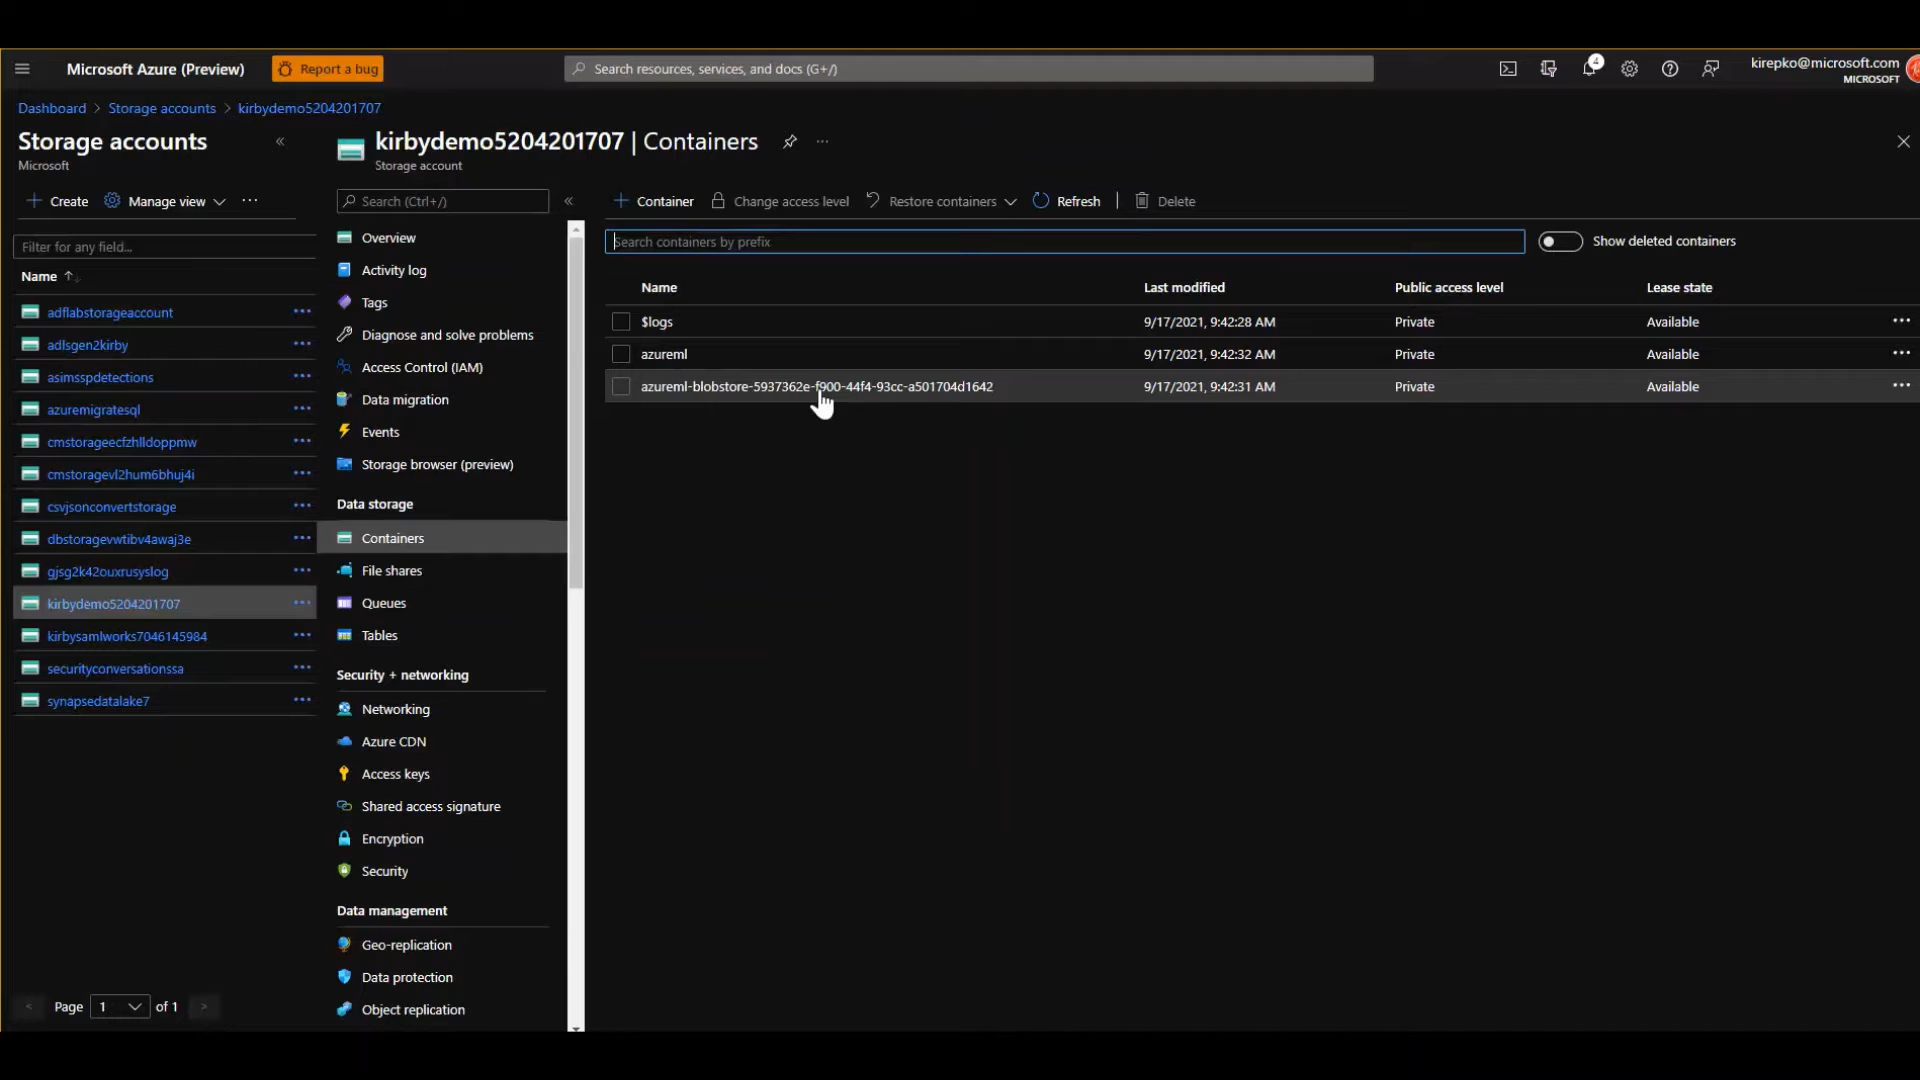 Microsoft Azure (Preview)
Report a bug
Search resources, services, and docs (G+/)
4
kirepko@microsoft.com
MICROSOFT
Dashboard > Storage accounts > kirbydemo5204201707
Storage accounts
Microsoft
kirbydemo5204201707 | Containers
Storage account
Create
Manage view
Search (Ctrl+/)
Container
Change access level
Restore containers
Refresh
Delete
Filter for any field...
Search containers by prefix
Show deleted containers
Name
adflabstorageaccount
adlsgen2kirby
asimsspdetections
azuremigratesql
cmstorageecfzhlldoppmw
cmstoragevl2hum6bhuj4i
csvjsonconvertstorage
dbstoragevwtibv4awaj3e
gjsg2k42ouxrusyslog
kirbydemo5204201707
kirbysamlworks7046145984
securityconversationssa
synapsedatalake7
Page 1 of 1
Overview
Activity log
Tags
Diagnose and solve problems
Access Control (IAM)
Data migration
Events
Storage browser (preview)
Data storage
Containers
File shares
Queues
Tables
Security + networking
Networking
Azure CDN
Access keys
Shared access signature
Encryption
Security
Data management
Geo-replication
Data protection
Object replication
Name Last modified Public access level Lease state
$logs 9/17/2021, 9:42:28 AM Private Available
azureml 9/17/2021, 9:42:32 AM Private Available
azureml-blobstore-5937362e-f900-44f4-93cc-a501704d1642 9/17/2021, 9:42:31 AM Private Available